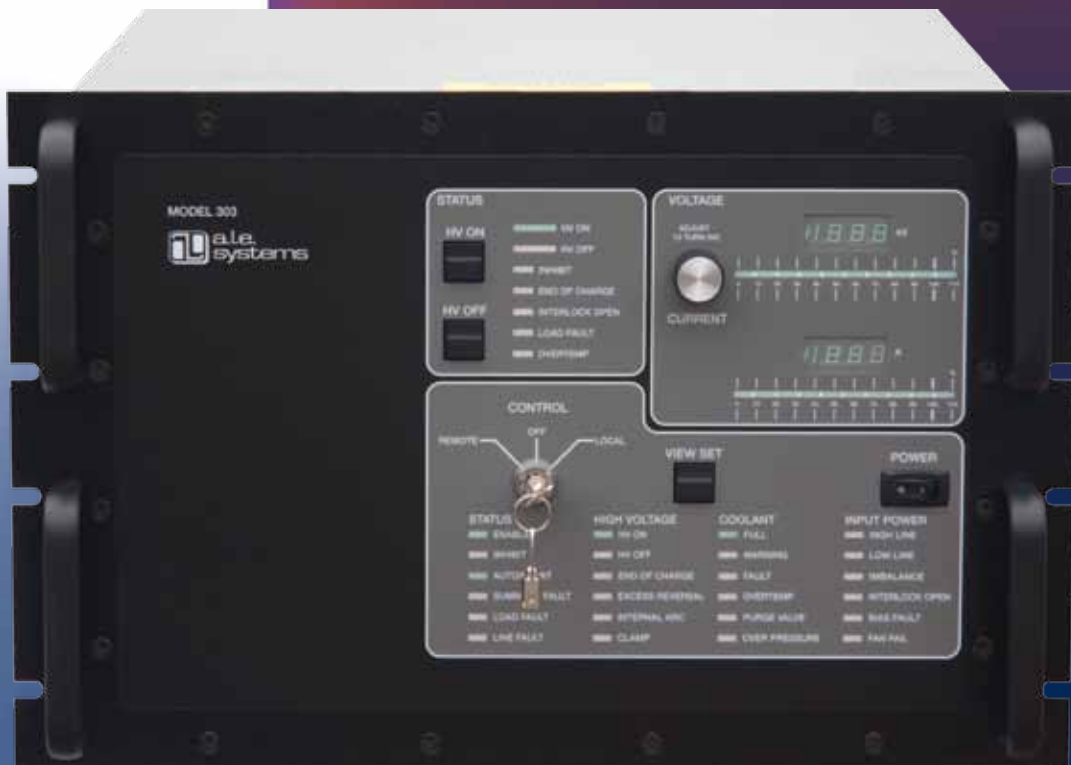 MODEL 303
a.l.e.
systems
STATUS
HV ON
HV OFF
HV ON
HV OFF
INHIBIT
END OF CHARGE
INTERLOCK OPEN
LOAD FAULT
OVERTEMP
VOLTAGE
ADJUST
CURRENT
kV
CONTROL
REMOTE
OFF
LOCAL
VIEW SET
POWER
STATUS
INHIBIT
LOAD FAULT
LINE FAULT
HIGH VOLTAGE
HV ON
HV OFF
END OF CHARGE
EXCESS REVERSAL
INTERNAL ARC
CLAMP
COOLANT
FULL
WARNING
FAULT
OVERTEMP
PURGE VALVE
OVER PRESSURE
INPUT POWER
HIGH LINE
LOW LINE
IMBALANCE
INTERLOCK OPEN
BIAS FAULT
FAN FAIL